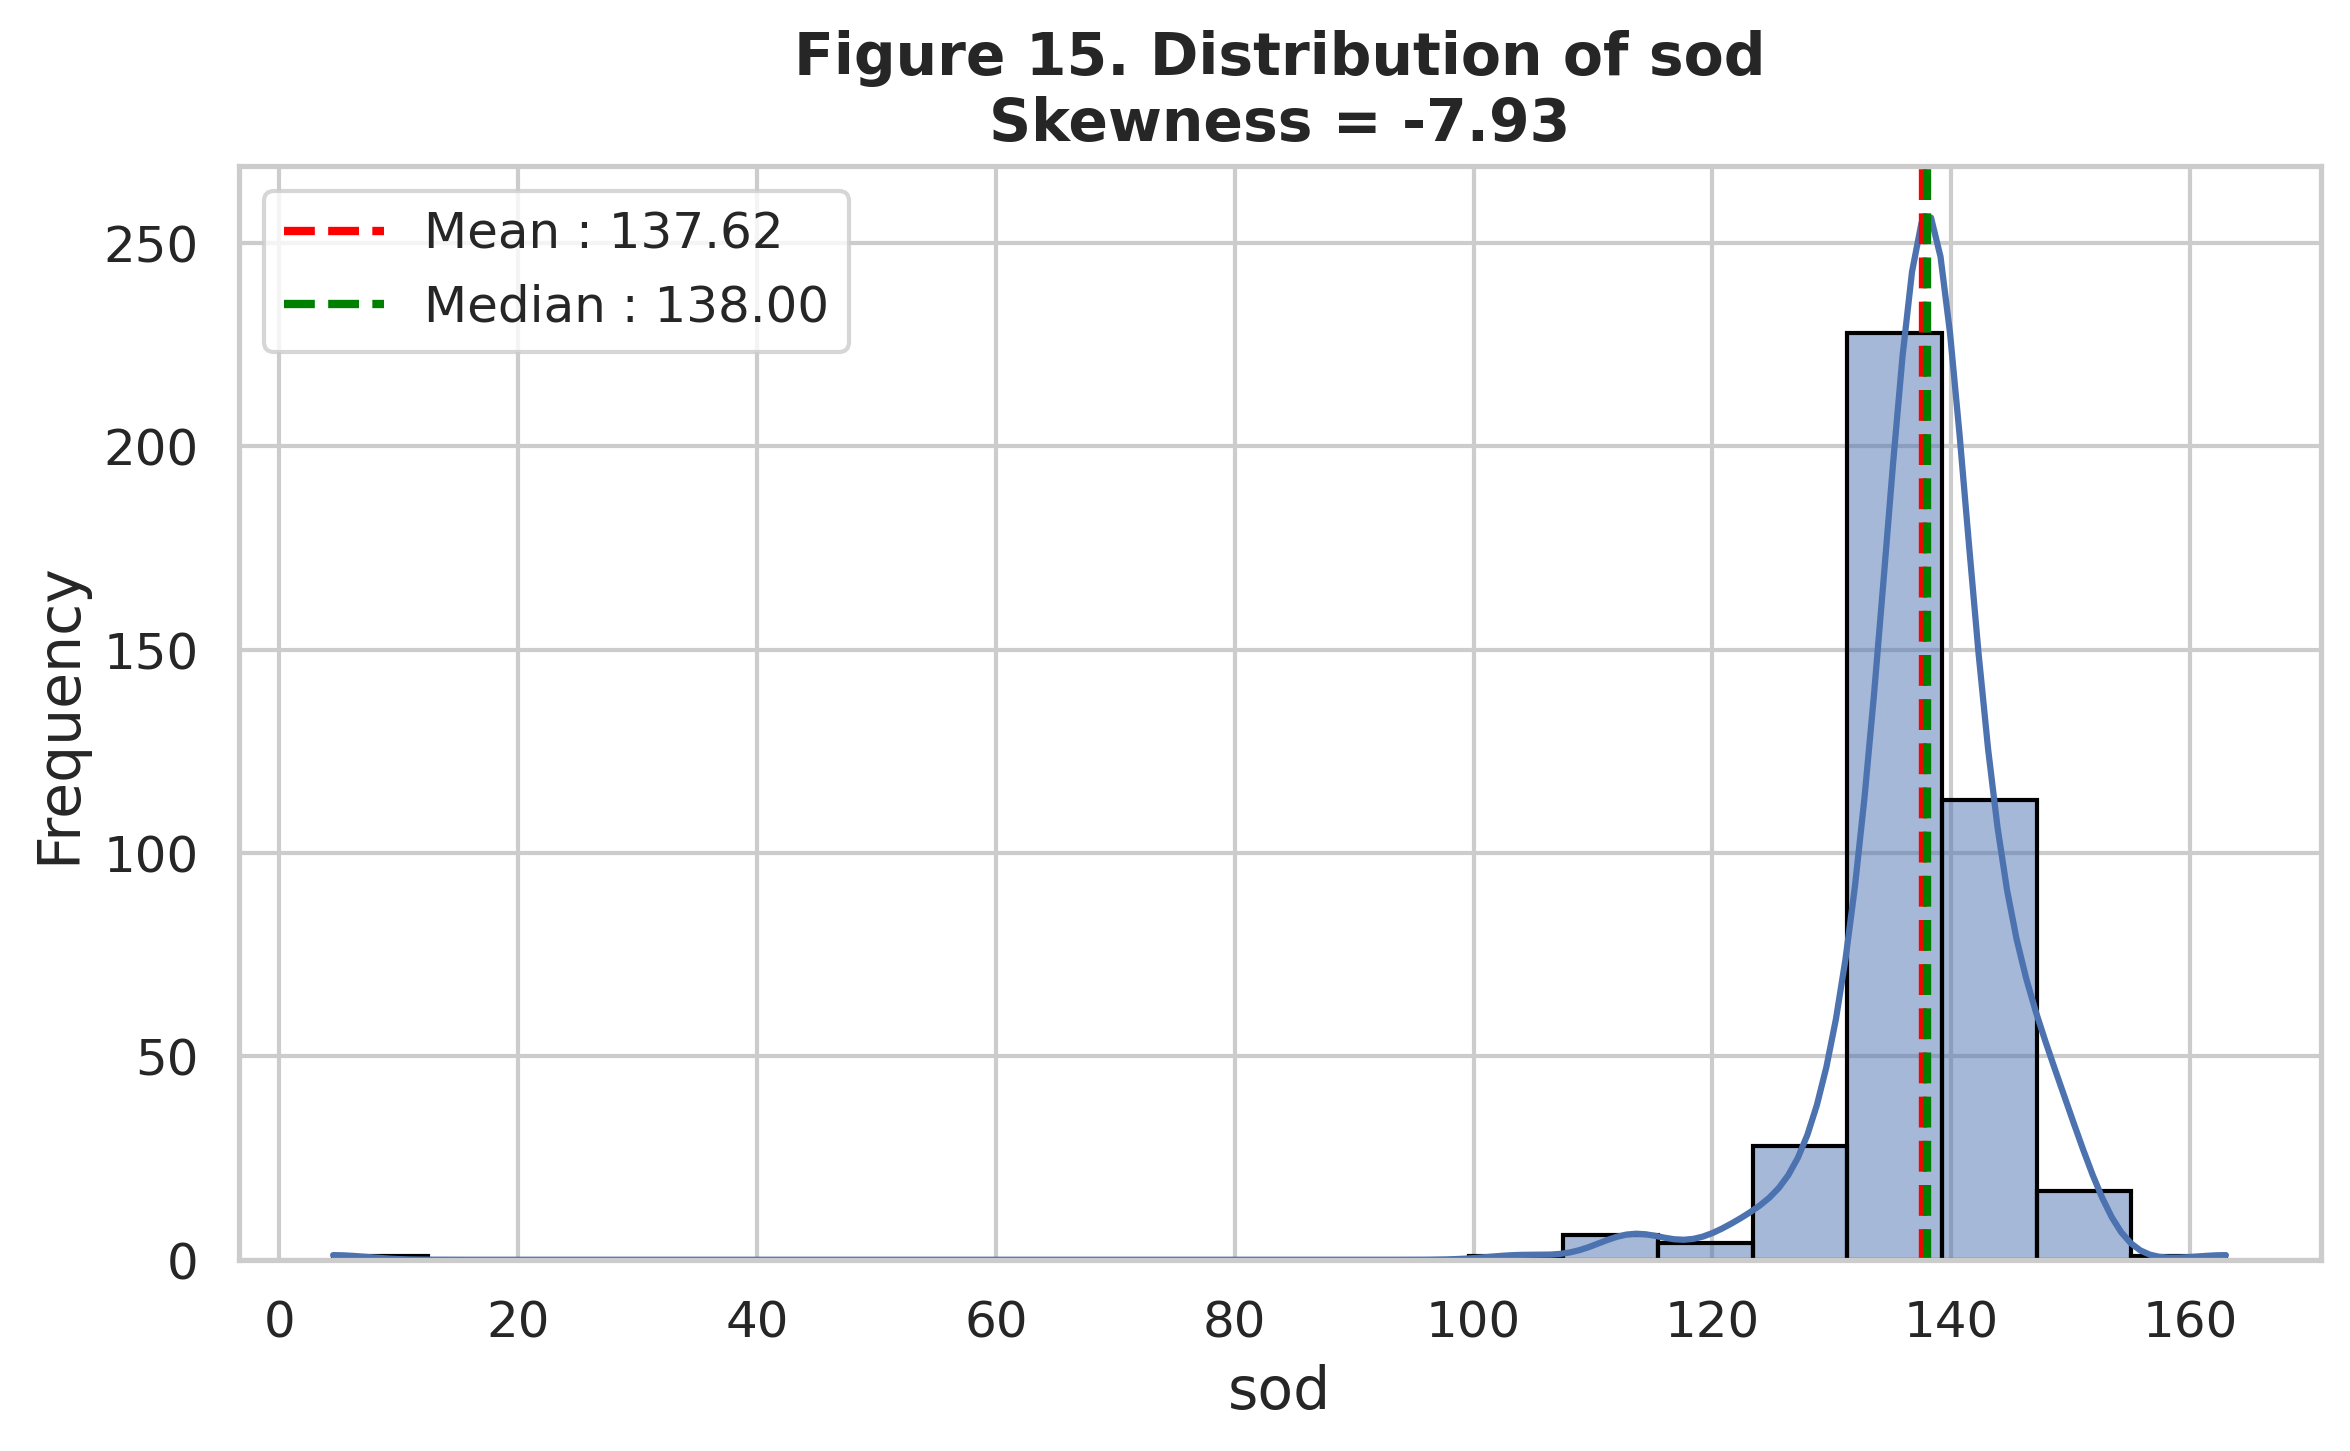 Figure 15. Distribution of sod
Skewness = -7.93
Mean : 137.62
Median : 138.00
Frequency
250
200
150
100
50
0
0 20 40 60 80 100 120 140 160
sod